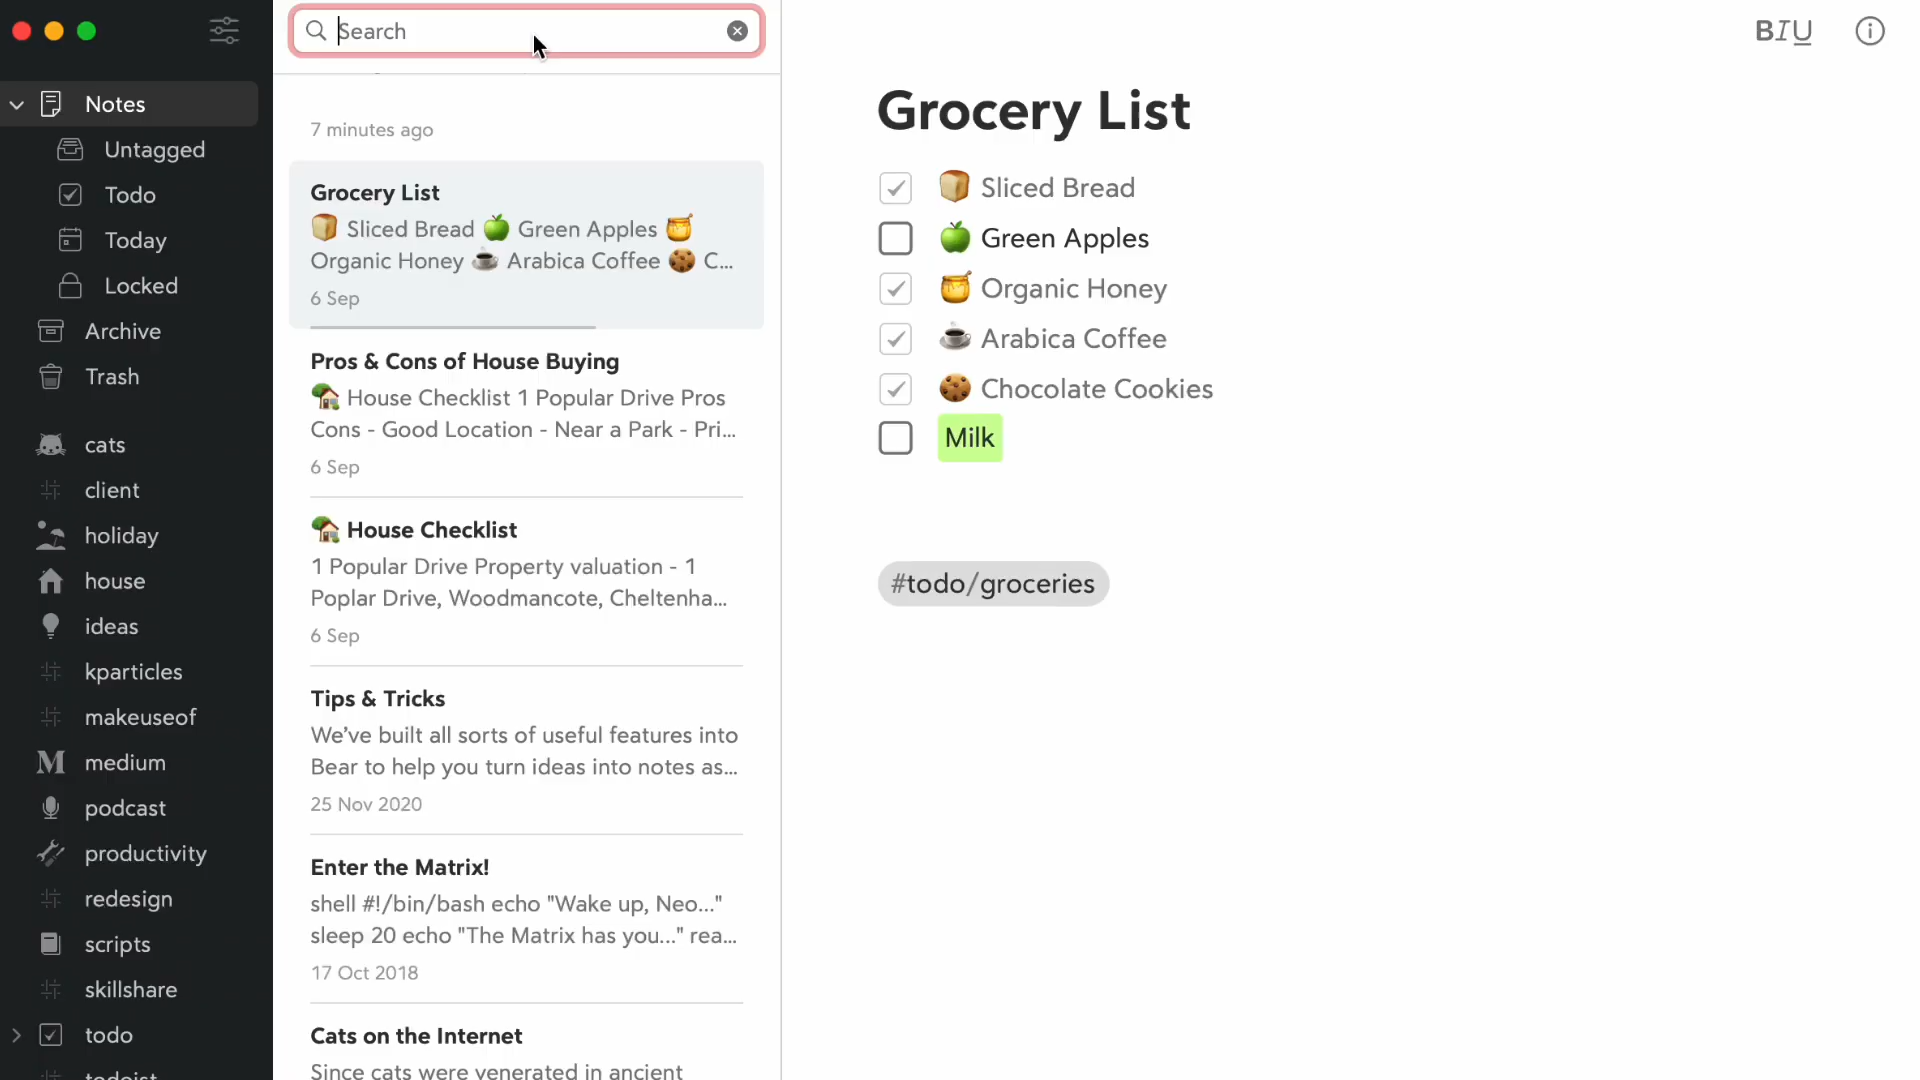 Notes
Untagged
Todo
Today
Locked
Archive
Trash
cats
client
holiday
house
ideas
kparticles
makeuseof
medium
podcast
productivity
redesign
scripts
skillshare
todo
todoist
Search
7 minutes ago
Grocery List
🍞 Sliced Bread 🍏 Green Apples 🍯
Organic Honey ☕ Arabica Coffee 🍪 C...
6 Sep
Pros & Cons of House Buying
🏡 House Checklist 1 Popular Drive Pros
Cons - Good Location - Near a Park - Pri...
6 Sep
🏡 House Checklist
1 Popular Drive Property valuation - 1
Poplar Drive, Woodmancote, Cheltenha...
6 Sep
Tips & Tricks
We’ve built all sorts of useful features into
Bear to help you turn ideas into notes as...
25 Nov 2020
Enter the Matrix!
shell #!/bin/bash echo "Wake up, Neo..."
sleep 20 echo "The Matrix has you..." rea...
17 Oct 2018
Cats on the Internet
Since cats were venerated in ancient
BIU
Grocery List
🍞 Sliced Bread
🍏 Green Apples
🍯 Organic Honey
☕ Arabica Coffee
🍪 Chocolate Cookies
Milk
#todo/groceries